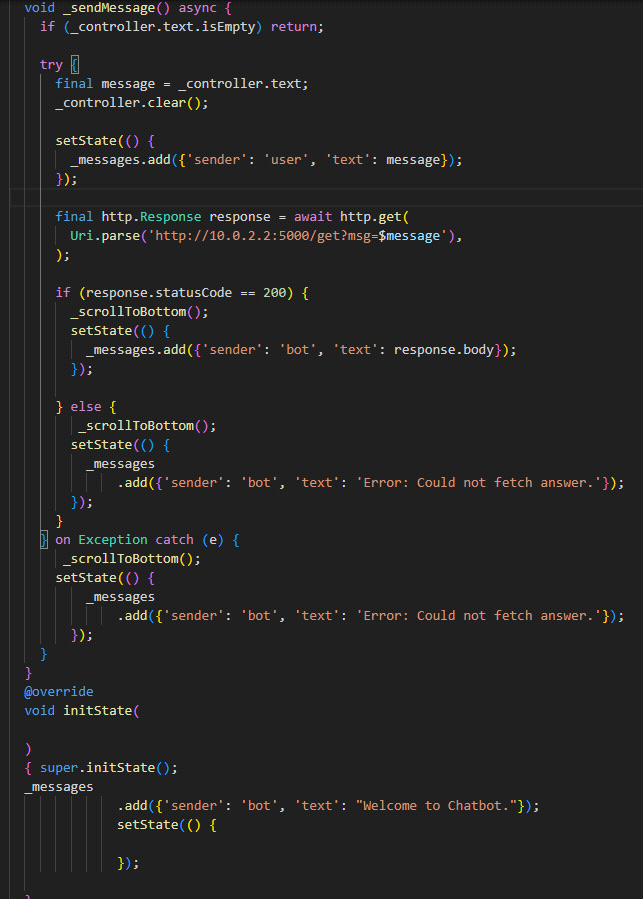 void _sendMessage() async {
if (_controller.text.isEmpty) return;
try {
final message = _controller.text;
_controller.clear();
setState(() {
_messages.add({'sender': 'user', 'text': message});
});
final http.Response response = await http.get(
Uri.parse('http://10.0.2.2:5000/get?msg=$message'),
);
if (response.statusCode == 200) {
_scrollToBottom();
setState(() {
_messages.add({'sender': 'bot', 'text': response.body});
});
} else {
_scrollToBottom();
setState(() {
_messages
.add({'sender': 'bot', 'text': 'Error: Could not fetch answer.'});
});
}
} on Exception catch (e) {
_scrollToBottom();
setState(() {
_messages
.add({'sender': 'bot', 'text': 'Error: Could not fetch answer.'});
});
}
}
@override
void initState(
)
{ super.initState();
_messages
.add({'sender': 'bot', 'text': "Welcome to Chatbot."});
setState(() {
});
}